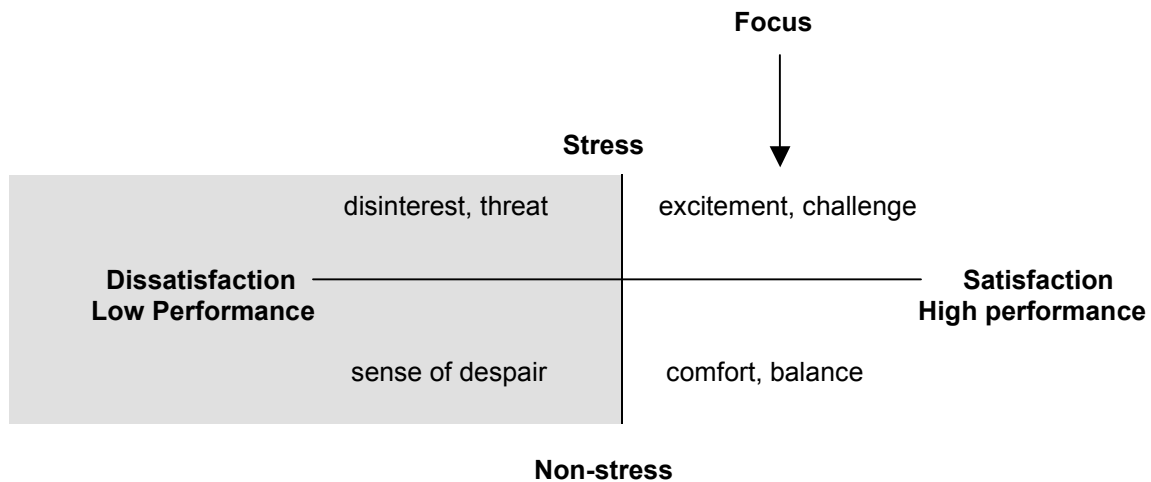 Focus
Stress
disinterest, threat
excitement, challenge
Dissatisfaction
Low Performance
Satisfaction
High performance
sense of despair
comfort, balance
Non-stress